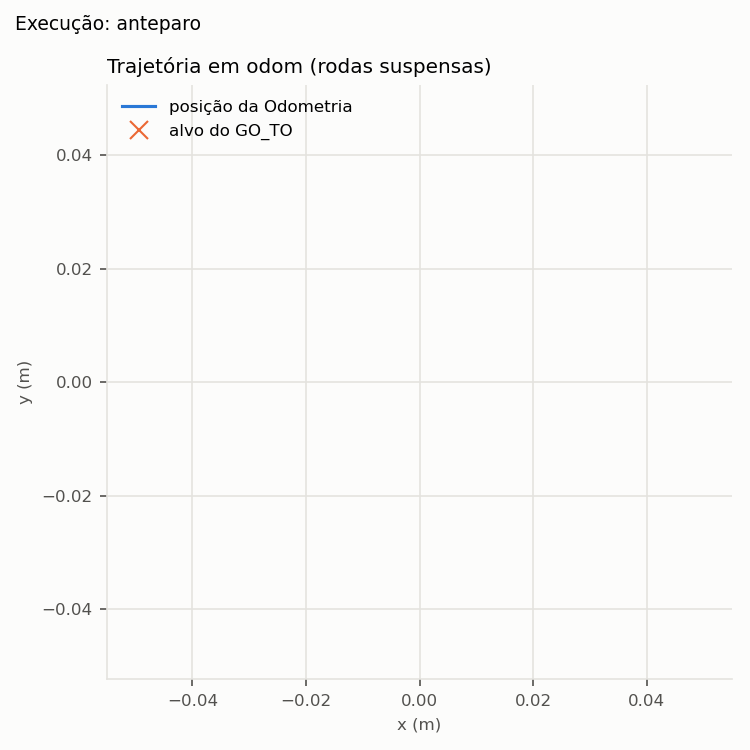 Execução: anteparo
Trajetória em odom (rodas suspensas)
posição da Odometria
alvo do GO_TO
0.04
0.02
0.00
−0.02
−0.04
y (m)
−0.04 −0.02 0.00 0.02 0.04
x (m)